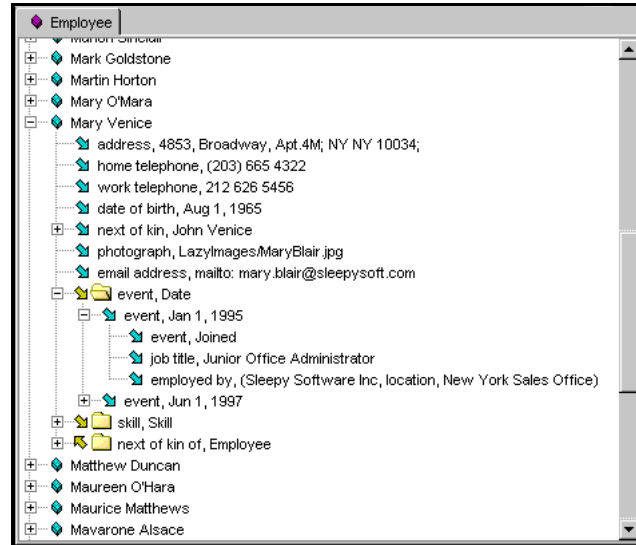 Employee
Marion Sinclair
Mark Goldstone
Martin Horton
Mary O'Mara
Mary Venice
address, 4853, Broadway, Apt.4M; NY NY 10034;
home telephone, (203) 665 4322
work telephone, 212 626 5456
date of birth, Aug 1, 1965
next of kin, John Venice
photograph, LazyImages/MaryBlair.jpg
email address, mailto: mary.blair@sleepysoft.com
event, Date
event, Jan 1, 1995
event, Joined
job title, Junior Office Administrator
employed by, (Sleepy Software Inc, location, New York Sales Office)
event, Jun 1, 1997
skill, Skill
next of kin of, Employee
Matthew Duncan
Maureen O'Hara
Maurice Matthews
Mavarone Alsace